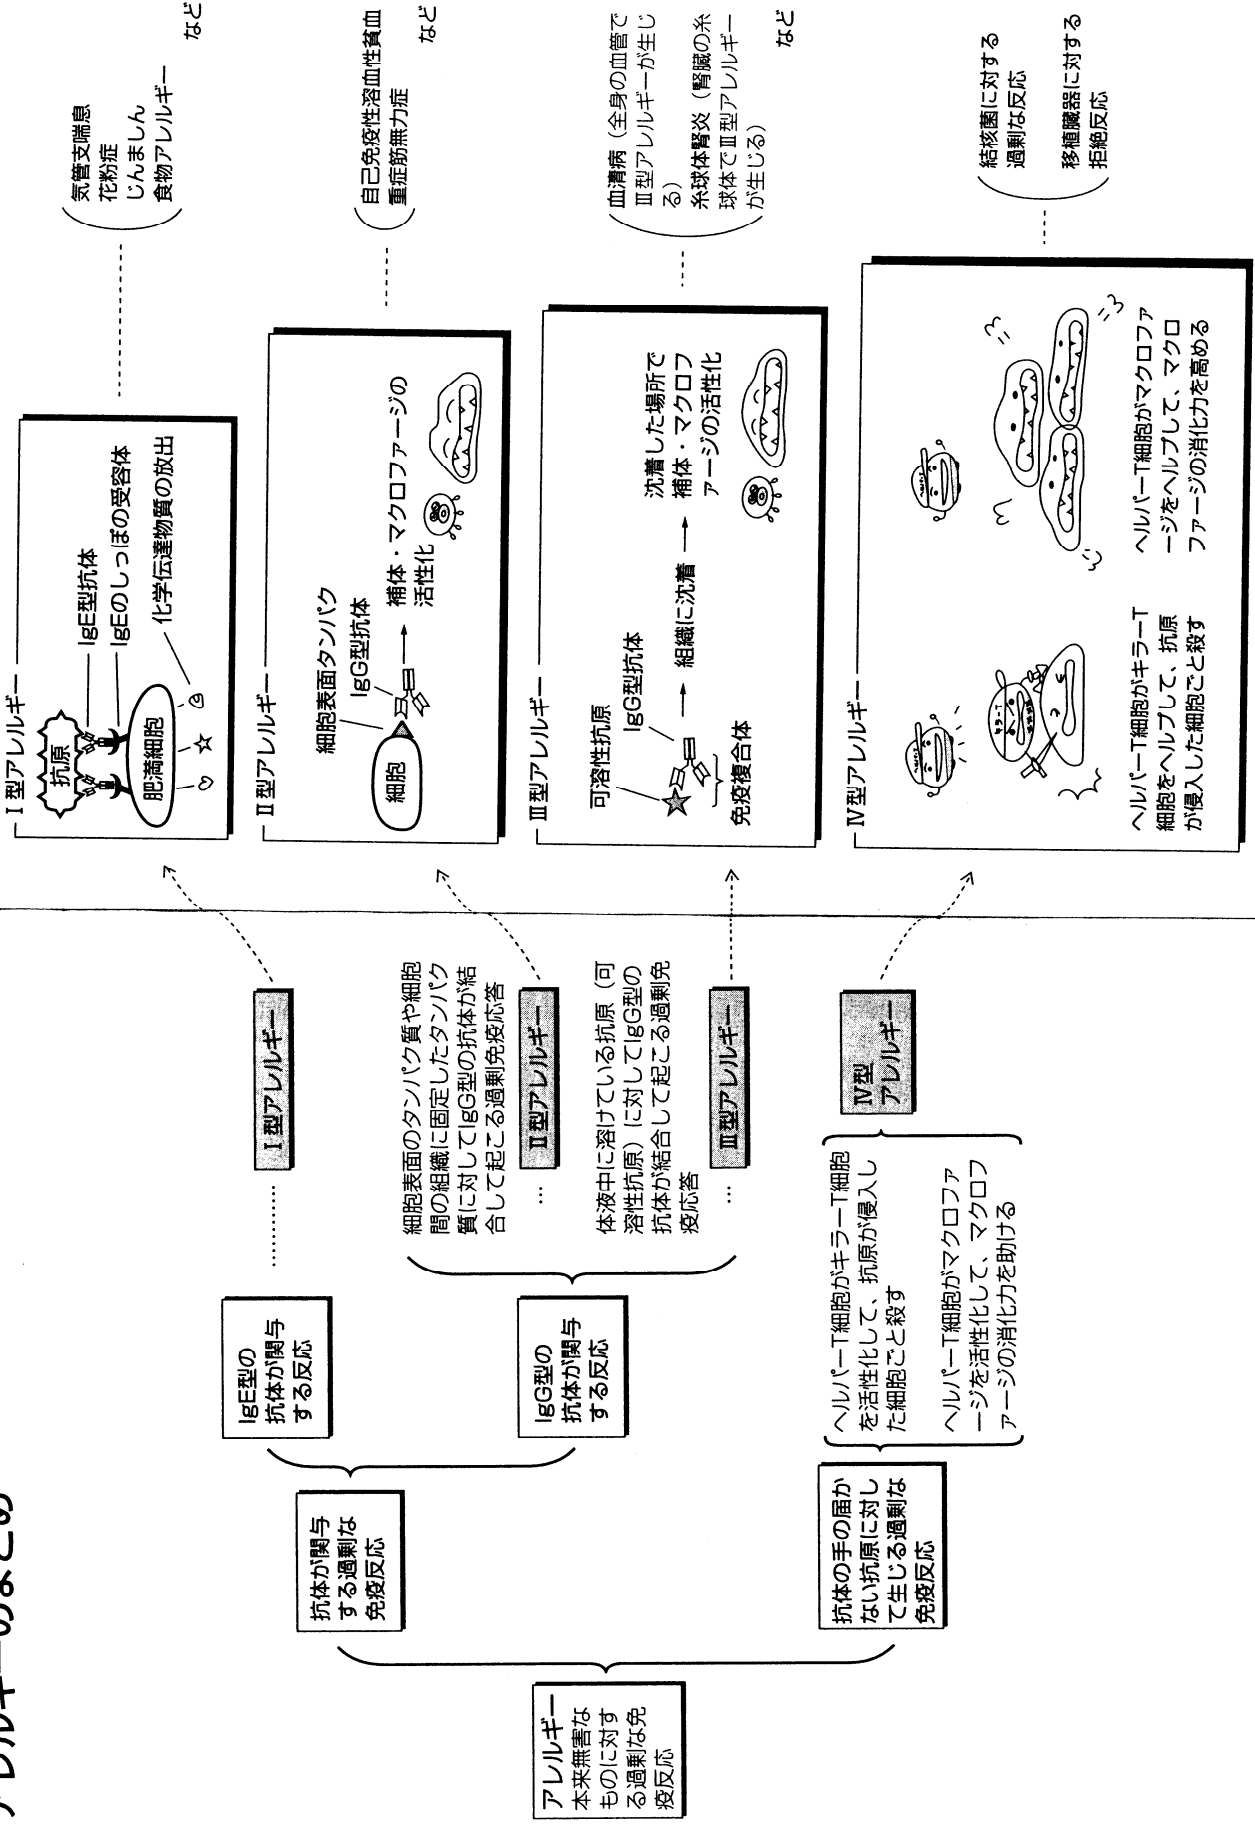 アレルギーのまとめ
アレルギー
本来無害な
ものに対す
る過剰な免
疫反応
抗体が関与
する過剰な
免疫反応
IgE型の
抗体が関与
する反応
………
Ⅰ型アレルギー
IgG型の
抗体が関与
する反応
細胞表面のタンパク質や細胞
間の組織に固定したタンパク
質に対してIgG型の抗体が結
合して起こる過剰免疫応答
… Ⅱ型アレルギー
体液中に溶けている抗原（可
溶性抗原）に対してIgG型の
抗体が結合して起こる過剰免
疫応答
… Ⅲ型アレルギー
抗体の手の届か
ない抗原に対し
て生じる過剰な
免疫反応
ヘルパーT細胞がキラーT細胞
を活性化して、抗原が侵入し
た細胞ごと殺す
ヘルパーT細胞がマクロファ
ージを活性化して、マクロフ
ァージの消化力を助ける
Ⅳ型
アレルギー
Ⅰ型アレルギー
抗原
IgE型抗体
IgEのしっぽの受容体
肥満細胞
化学伝達物質の放出
気管支喘息
花粉症
じんましん
食物アレルギー
など
Ⅱ型アレルギー
細胞表面タンパク
IgG型抗体
細胞
補体・マクロファージの
活性化
自己免疫性溶血性貧血
重症筋無力症
など
Ⅲ型アレルギー
可溶性抗原
IgG型抗体
免疫複合体
組織に沈着
沈着した場所で
補体・マクロフ
ァージの活性化
血清病（全身の血管で
Ⅲ型アレルギーが生じ
る）
糸球体腎炎（腎臓の糸
球体でⅢ型アレルギー
が生じる）
など
Ⅳ型アレルギー
ヘルパーT
キラーT
ヘルパーT細胞がキラーT
細胞をヘルプして、抗原
が侵入した細胞ごと殺す
ヘルパーT
ヘルパーT細胞がマクロファ
ージをヘルプして、マクロ
ファージの消化力を高める
結核菌に対する
過剰な反応
移植臓器に対する
拒絶反応